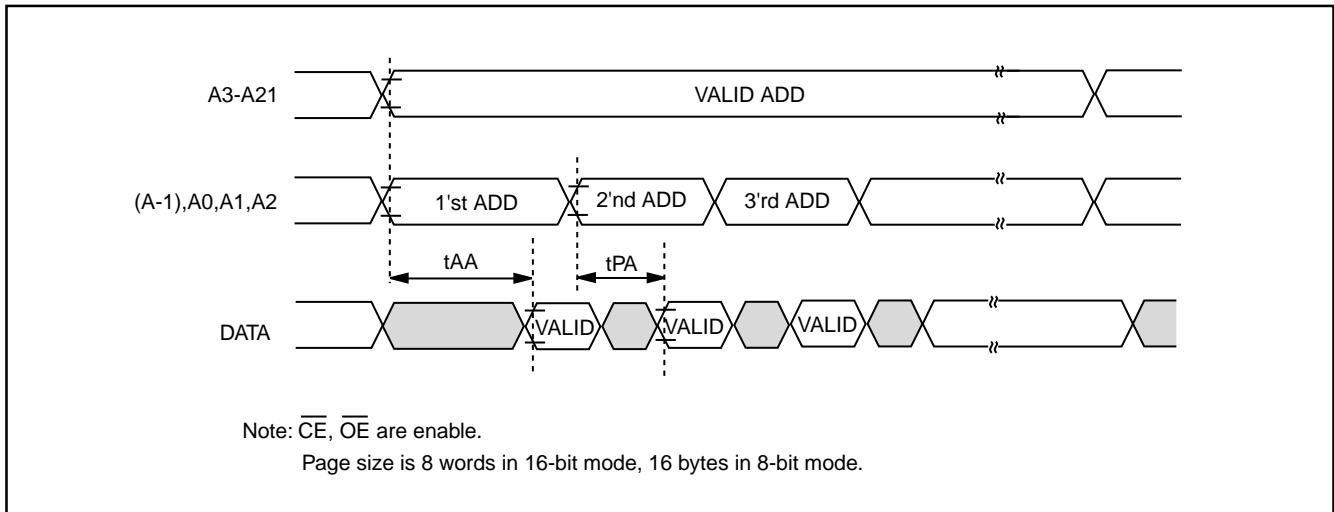 A3-A21
VALID ADD
(A-1),A0,A1,A2
1'st ADD
2'nd ADD
3'rd ADD
tAA
tPA
DATA
VALID
VALID
VALID
Note: C̅E̅, O̅E̅ are enable.
Page size is 8 words in 16-bit mode, 16 bytes in 8-bit mode.